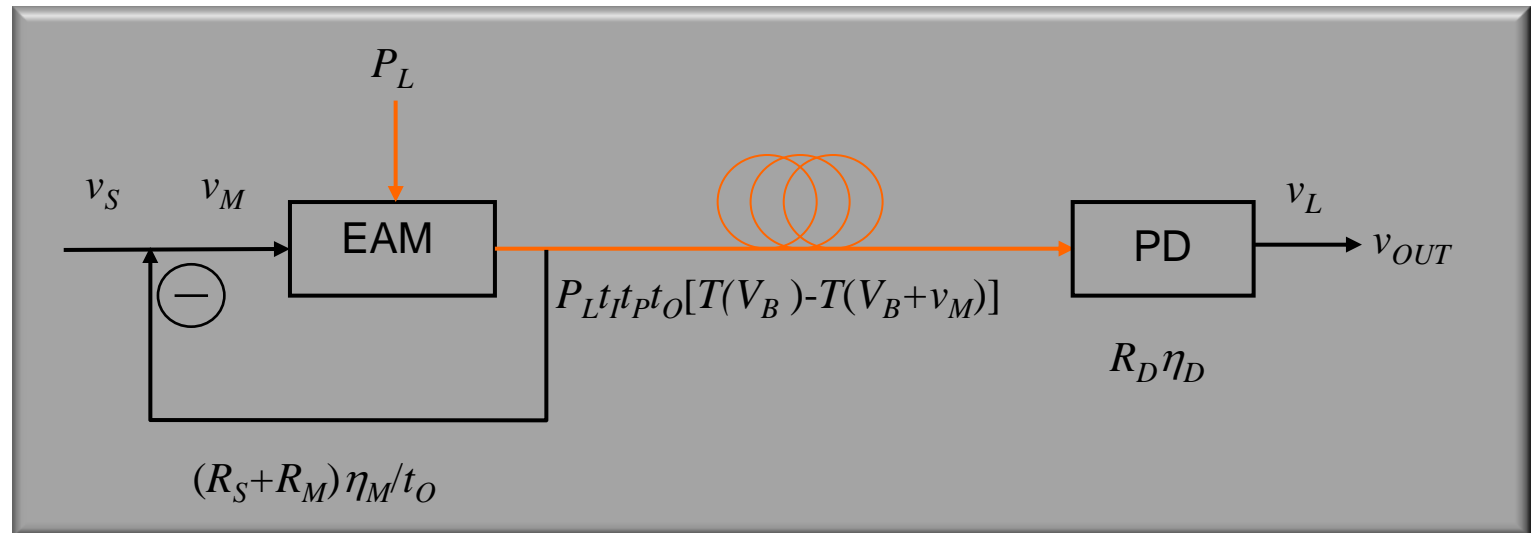 P_L
v_S v_M v_L
EAM PD v_OUT
−
P_L t_I t_P t_O [T(V_B )-T(V_B+v_M)]
R_D η_D
(R_S+R_M) η_M/t_O